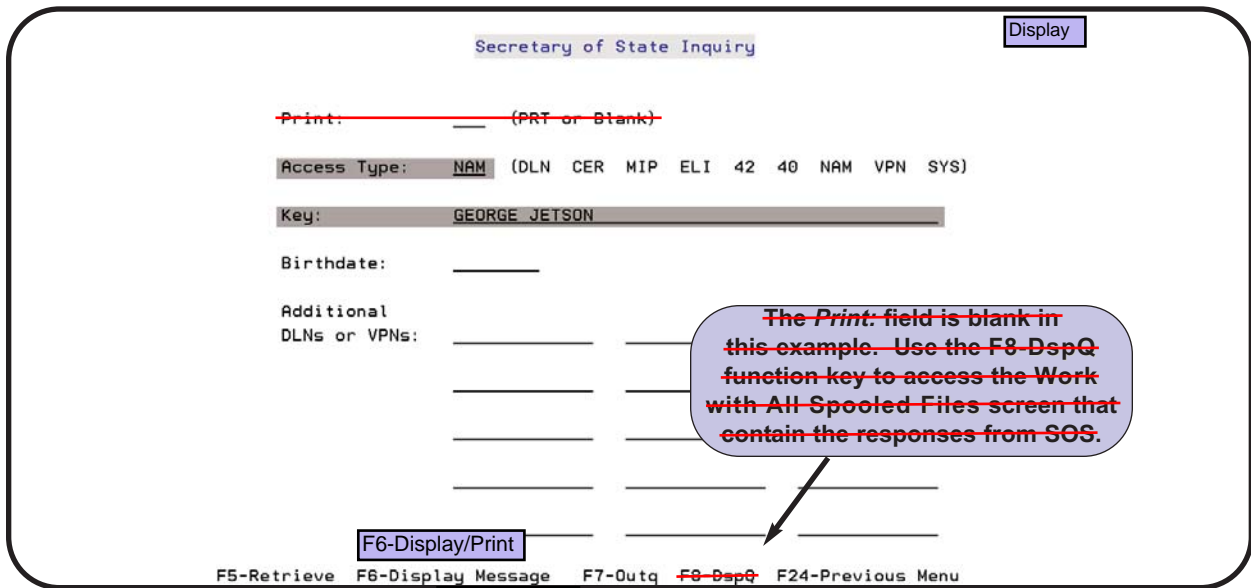 Display
Secretary of State Inquiry
Print: ___ (PRT or Blank)
Access Type: NAM (DLN CER MIP ELI 42 40 NAM VPN SYS)
Key: GEORGE JETSON
Birthdate:
Additional
DLNs or VPNs:
The Print: field is blank in
this example. Use the F8-DspQ
function key to access the Work
with All Spooled Files screen that
contain the responses from SOS.
F6-Display/Print
F5-Retrieve F6-Display Message F7-Outq F8-DspQ F24-Previous Menu